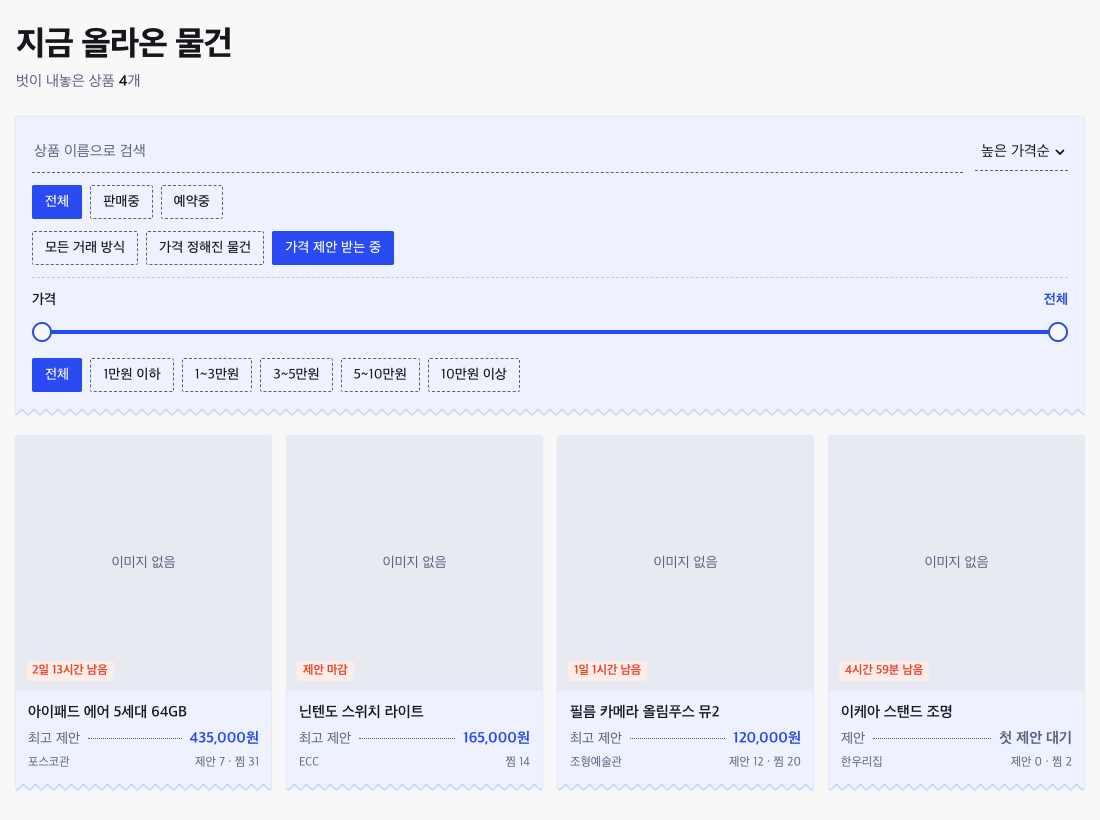 지금 올라온 물건
벗이 내놓은 상품 4개
상품 이름으로 검색
높은 가격순
전체 판매중 예약중
모든 거래 방식 가격 정해진 물건 가격 제안 받는 중
가격 전체
전체 1만원 이하 1~3만원 3~5만원 5~10만원 10만원 이상
이미지 없음
2일 13시간 남음
아이패드 에어 5세대 64GB
최고 제안 435,000원
포스코관 제안 7 · 찜 31
이미지 없음
제안 마감
닌텐도 스위치 라이트
최고 제안 165,000원
ECC 찜 14
이미지 없음
1일 1시간 남음
필름 카메라 올림푸스 뮤2
최고 제안 120,000원
조형예술관 제안 12 · 찜 20
이미지 없음
4시간 59분 남음
이케아 스탠드 조명
제안 첫 제안 대기
한우리집 제안 0 · 찜 2